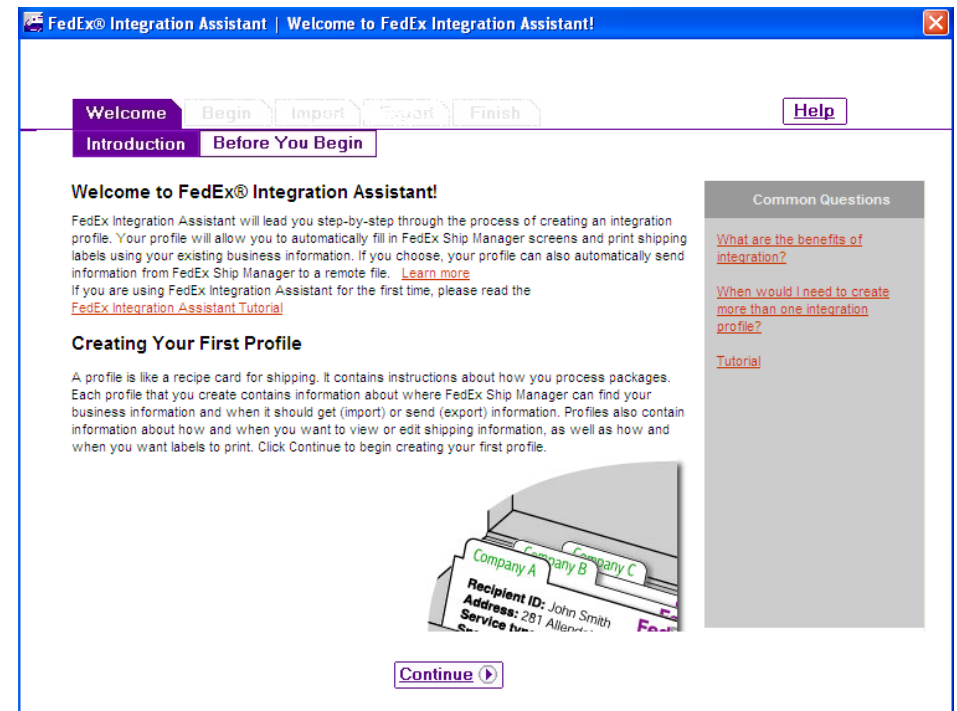 FedEx® Integration Assistant | Welcome to FedEx Integration Assistant!
Welcome Begin Import Export Finish
Help
Introduction Before You Begin
Welcome to FedEx® Integration Assistant!
FedEx Integration Assistant will lead you step-by-step through the process of creating an integration
profile. Your profile will allow you to automatically fill in FedEx Ship Manager screens and print shipping
labels using your existing business information. If you choose, your profile can also automatically send
information from FedEx Ship Manager to a remote file. Learn more
If you are using FedEx Integration Assistant for the first time, please read the
FedEx Integration Assistant Tutorial
Creating Your First Profile
A profile is like a recipe card for shipping. It contains instructions about how you process packages.
Each profile that you create contains information about where FedEx Ship Manager can find your
business information and when it should get (import) or send (export) information. Profiles also contain
information about how and when you want to view or edit shipping information, as well as how and
when you want labels to print. Click Continue to begin creating your first profile.
Common Questions
What are the benefits of
integration?
When would I need to create
more than one integration
profile?
Tutorial
Company A
Company B
Company C
Recipient ID: John Smith
Address: 281
Service
Continue